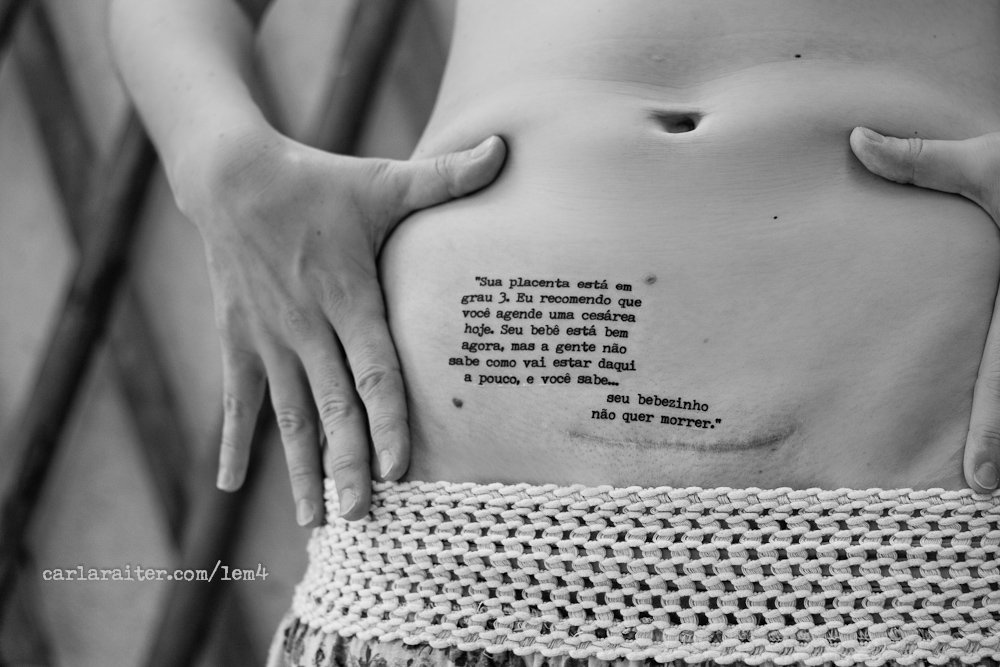 "Sua placenta está em
grau 3. Eu recomendo que
você agende uma cesárea
hoje. Seu bebê está bem
agora, mas a gente não
sabe como vai estar daqui
a pouco, e você sabe...
seu bebezinho
não quer morrer."
carlaraiter.com/1em4